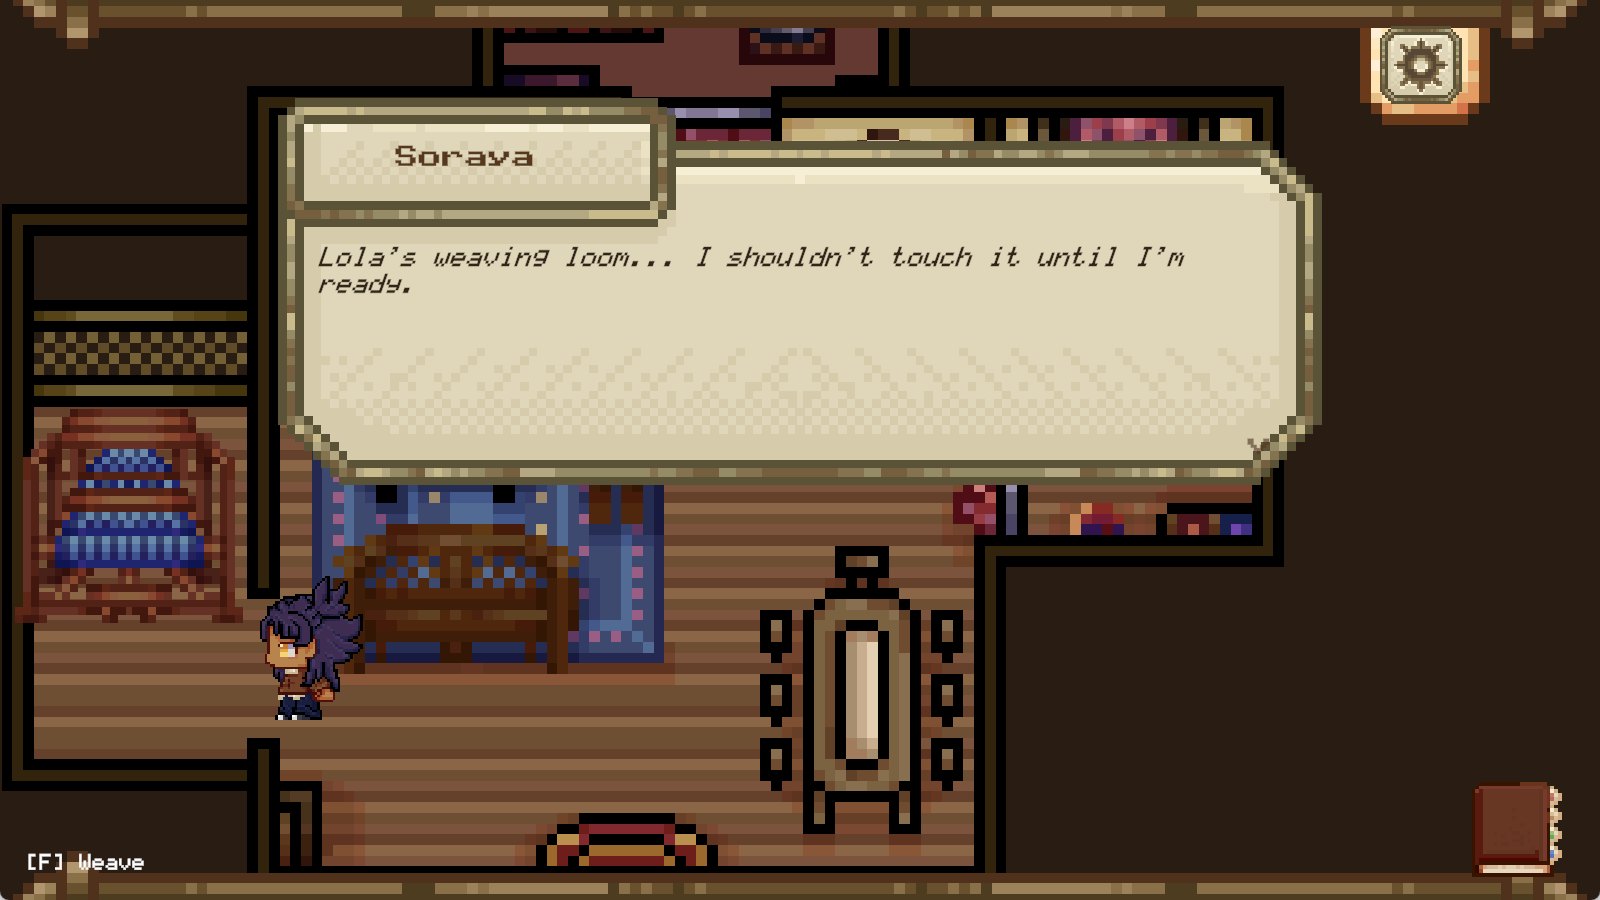 Soraya
Lola's weaving loom... I shouldn't touch it until I'm
ready.
[F] Weave